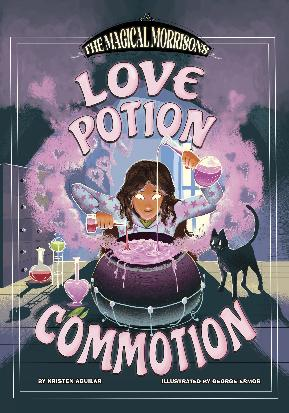 THE MAGICAL MORRISONS
LOVE
POTION
COMMOTION
BY KRISTEN AGUILAR
ILLUSTRATED BY GEORGE ERMOS